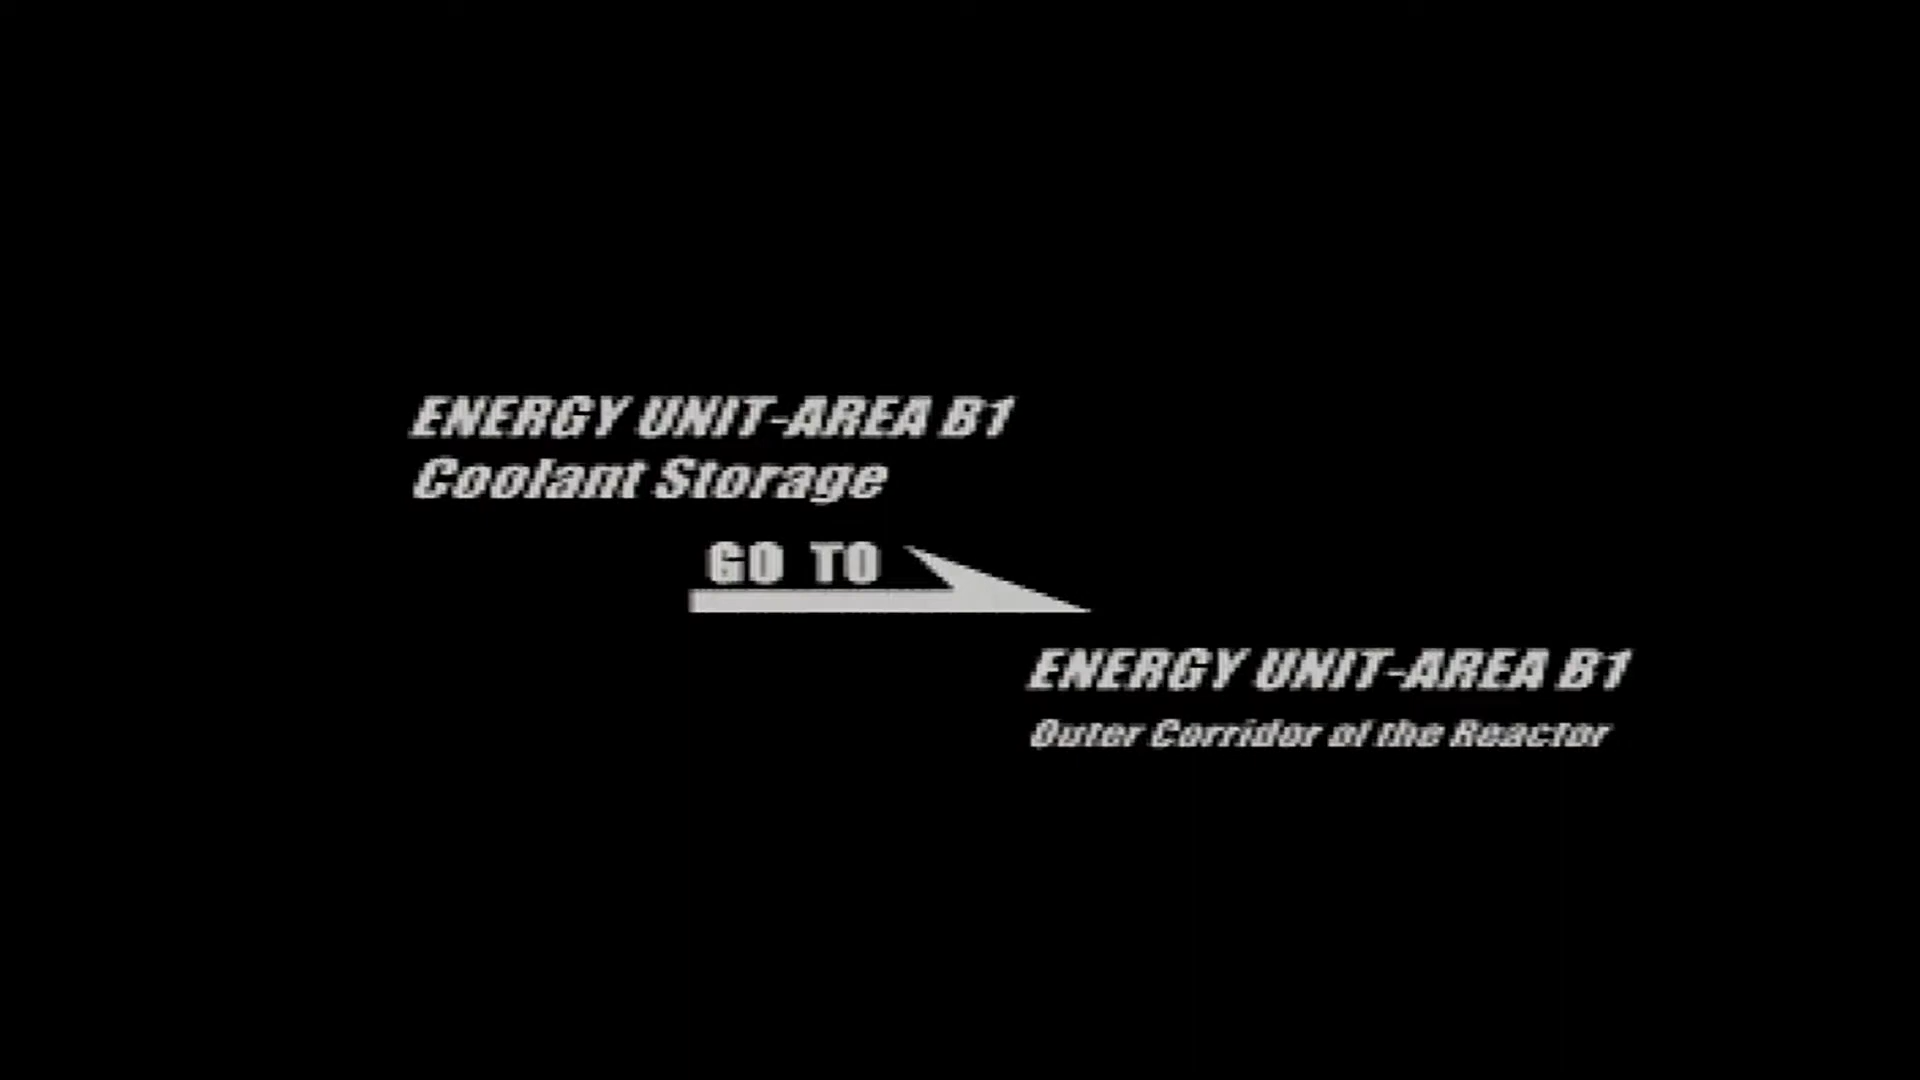 ENERGY UNIT-AREA B1
Coolant Storage
GO TO
ENERGY UNIT-AREA B1
Outer Corridor of the Reactor